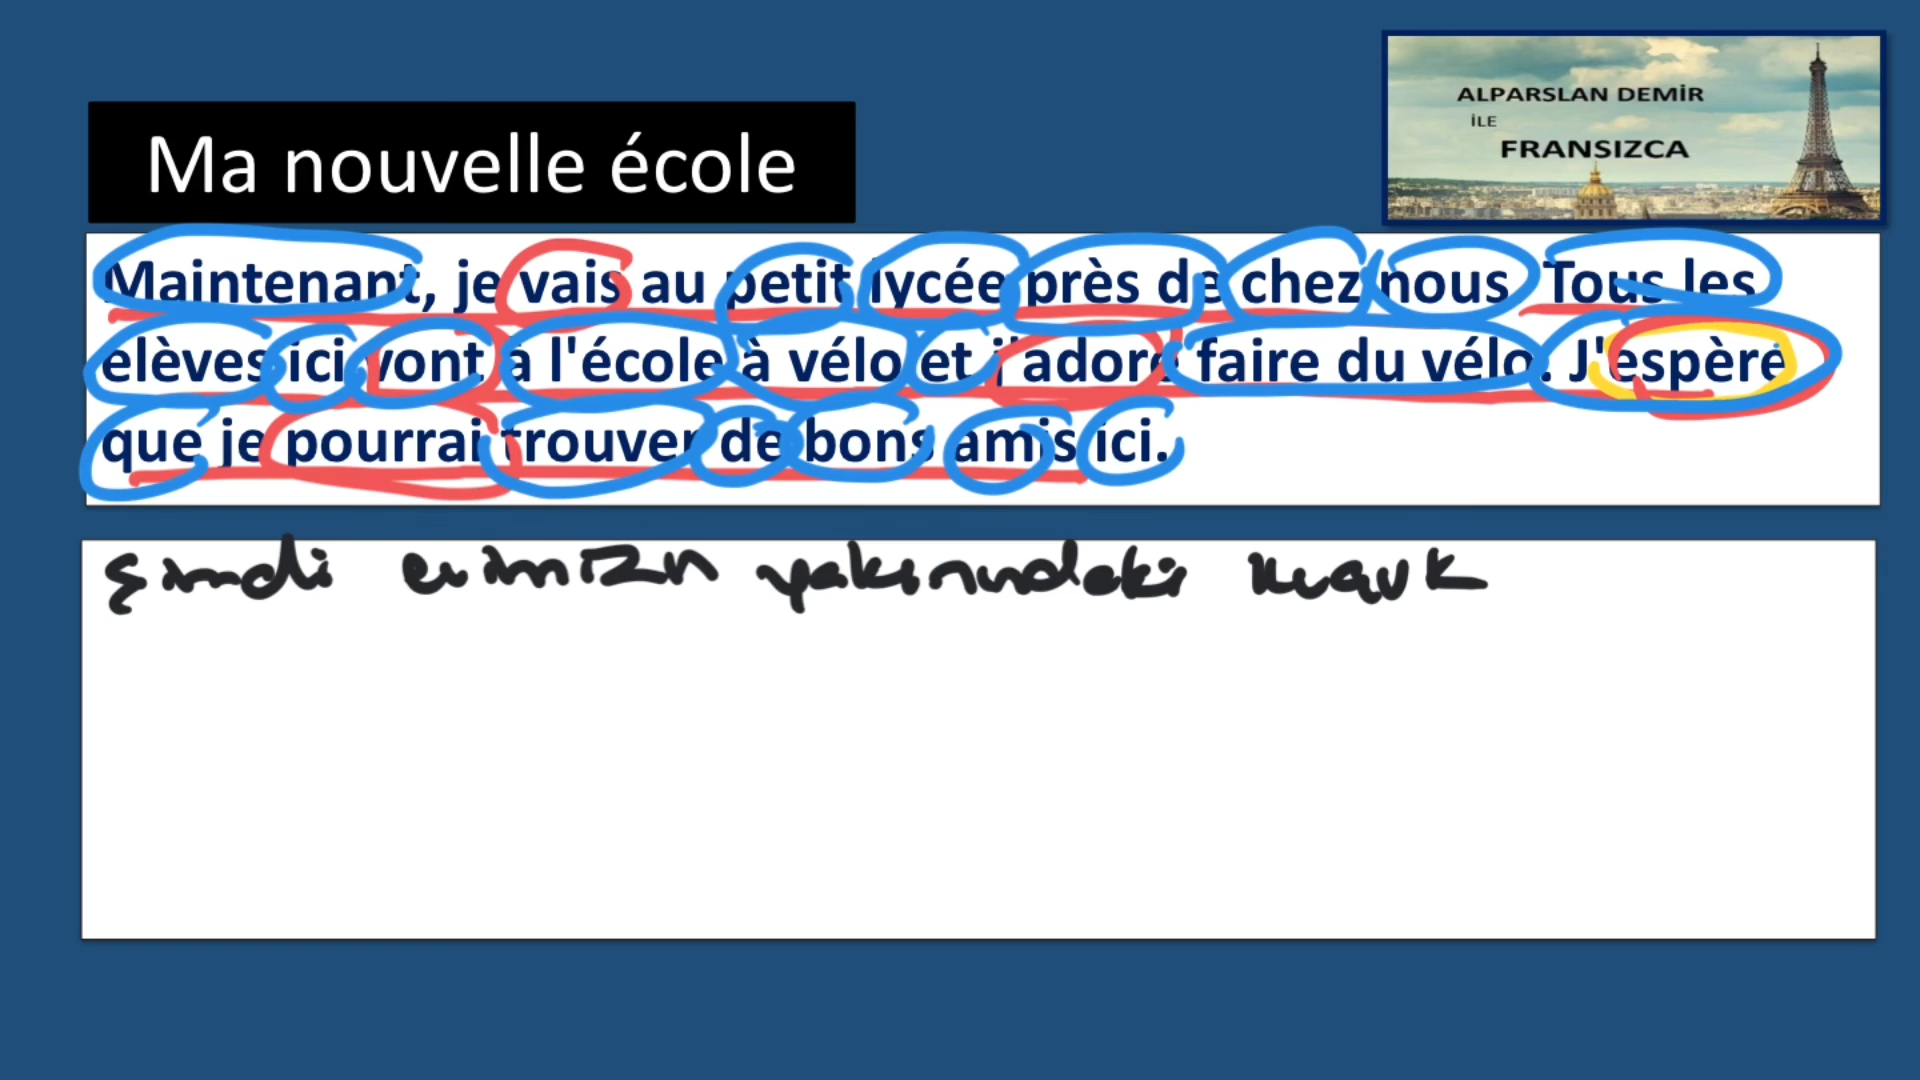 ALPARSLAN DEMİR
İLE
FRANSIZCA
Ma nouvelle école
Maintenant, je vais au petit lycée près de chez nous. Tous les
elèves ici vont à l'école à vélo et j'adore faire du vélo. J'espère
que je pourrai trouver de bons amis ici.
şimdi evimizin yakınındaki küçük